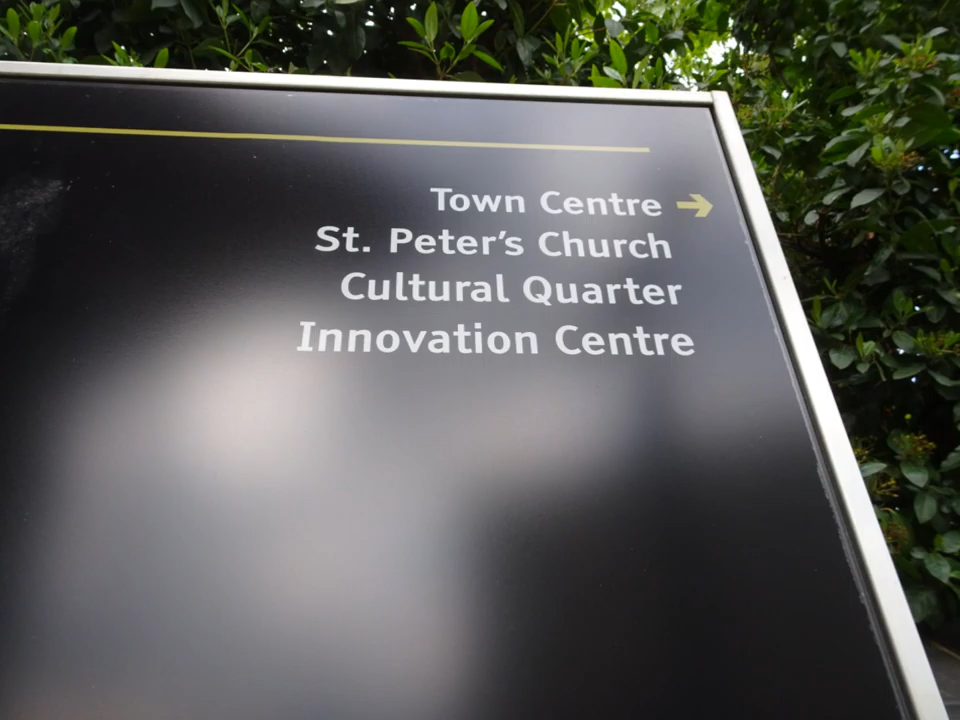 Town Centre →
St. Peter's Church
Cultural Quarter
Innovation Centre